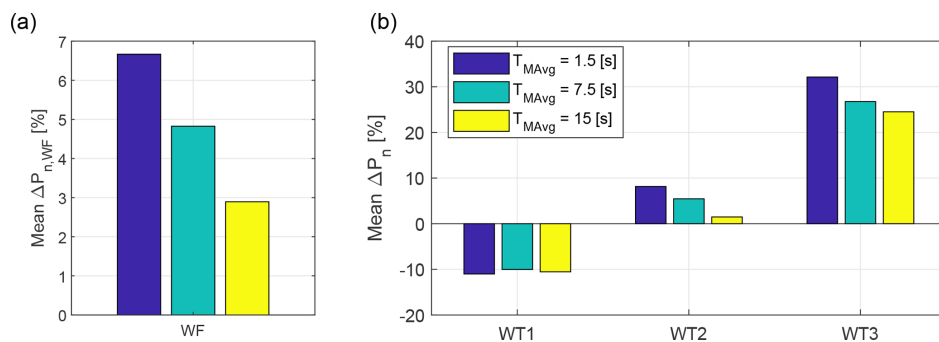 (a)
7
6
5
4
3
2
1
0
Mean ΔP_n,WF [%]
WF
(b)
40
30
20
10
0
-10
-20
Mean ΔP_n [%]
T_MAvg = 1.5 [s]
T_MAvg = 7.5 [s]
T_MAvg = 15 [s]
WT1 WT2 WT3